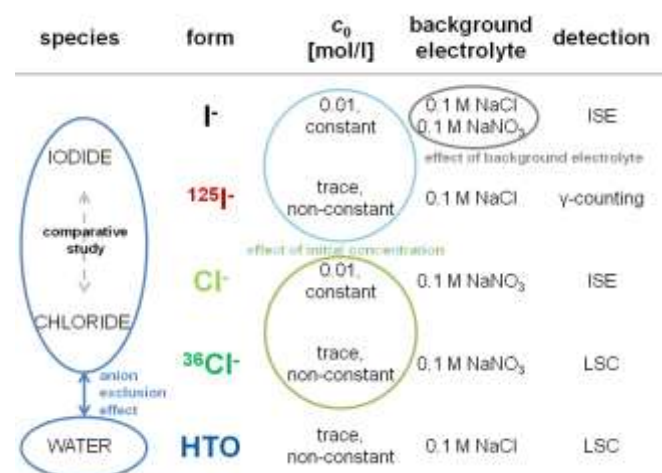 species form c₀ [mol/l] background electrolyte detection
I⁻ 0.01, constant 0.1 M NaCl 0.1 M NaNO₃ ISE
IODIDE
effect of background electrolyte
¹²⁵I⁻ trace, non-constant 0.1 M NaCl γ-counting
comparative study
effect of initial concentration
Cl⁻ 0.01, constant 0.1 M NaNO₃ ISE
CHLORIDE
³⁶Cl⁻ trace, non-constant 0.1 M NaNO₃ LSC
anion
exclusion
effect
WATER HTO trace, non-constant 0.1 M NaCl LSC